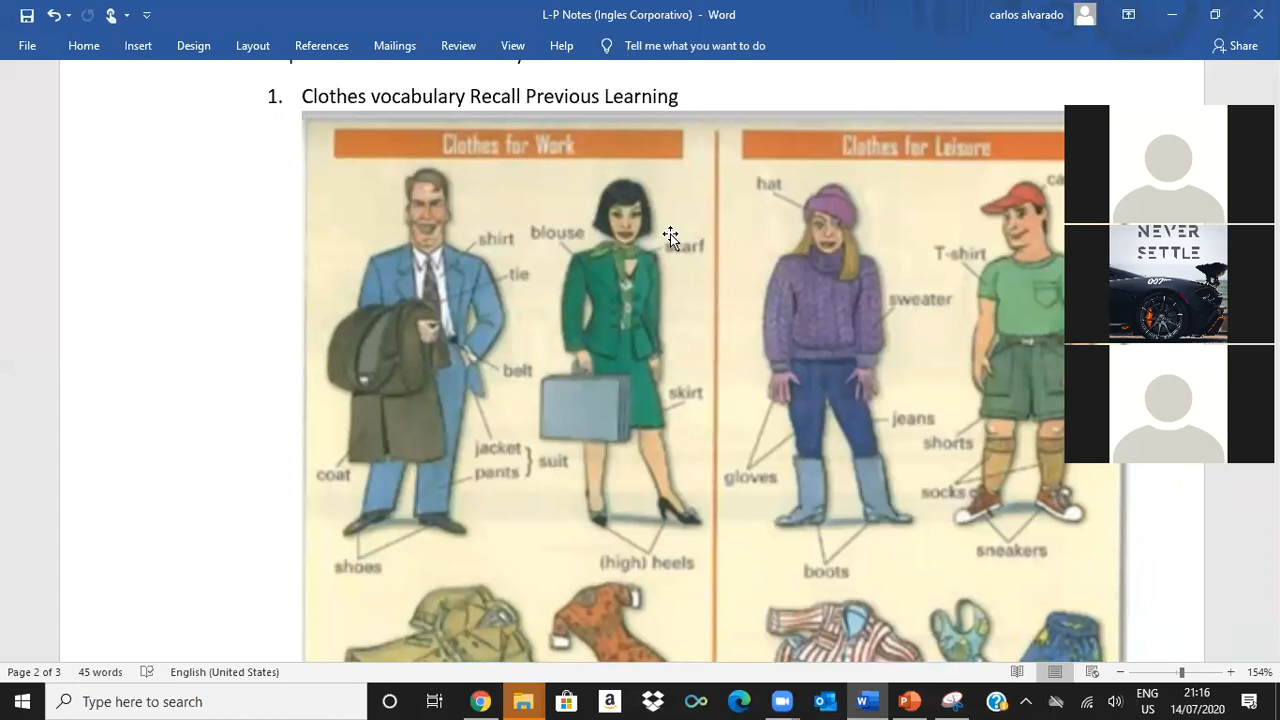 L-P Notes (Ingles Corporativo) - Word
carlos alvarado
File Home Insert Design Layout References Mailings Review View Help Tell me what you want to do Share
1. Clothes vocabulary Recall Previous Learning
Clothes for Work
Clothes for Leisure
shirt
blouse
tie
belt
skirt
jacket
pants
suit
coat
shoes
(high) heels
hat
T-shirt
sweater
jeans
shorts
gloves
socks
sneakers
boots
NEVER
SETTLE
007
Page 2 of 3 45 words English (United States) 154%
Type here to search
ENG
US
21:16
14/07/2020